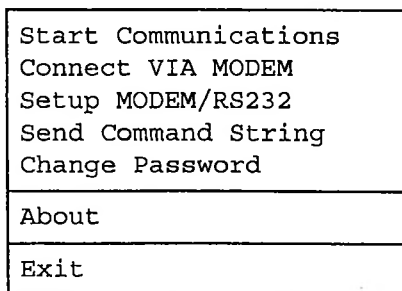 Start Communications
Connect VIA MODEM
Setup MODEM/RS232
Send Command String
Change Password
About
Exit